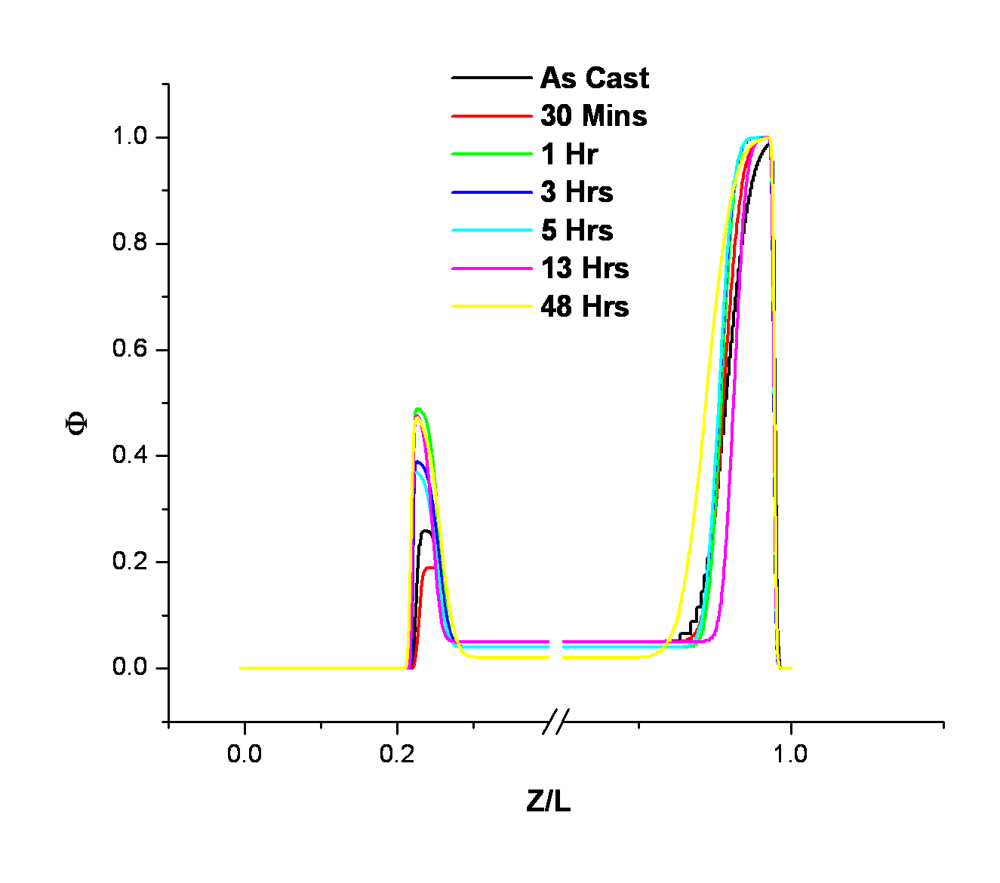 As Cast
30 Mins
1 Hr
3 Hrs
5 Hrs
13 Hrs
48 Hrs
1.0
0.8
0.6
0.4
0.2
0.0
Φ
0.0 0.2 1.0
Z/L